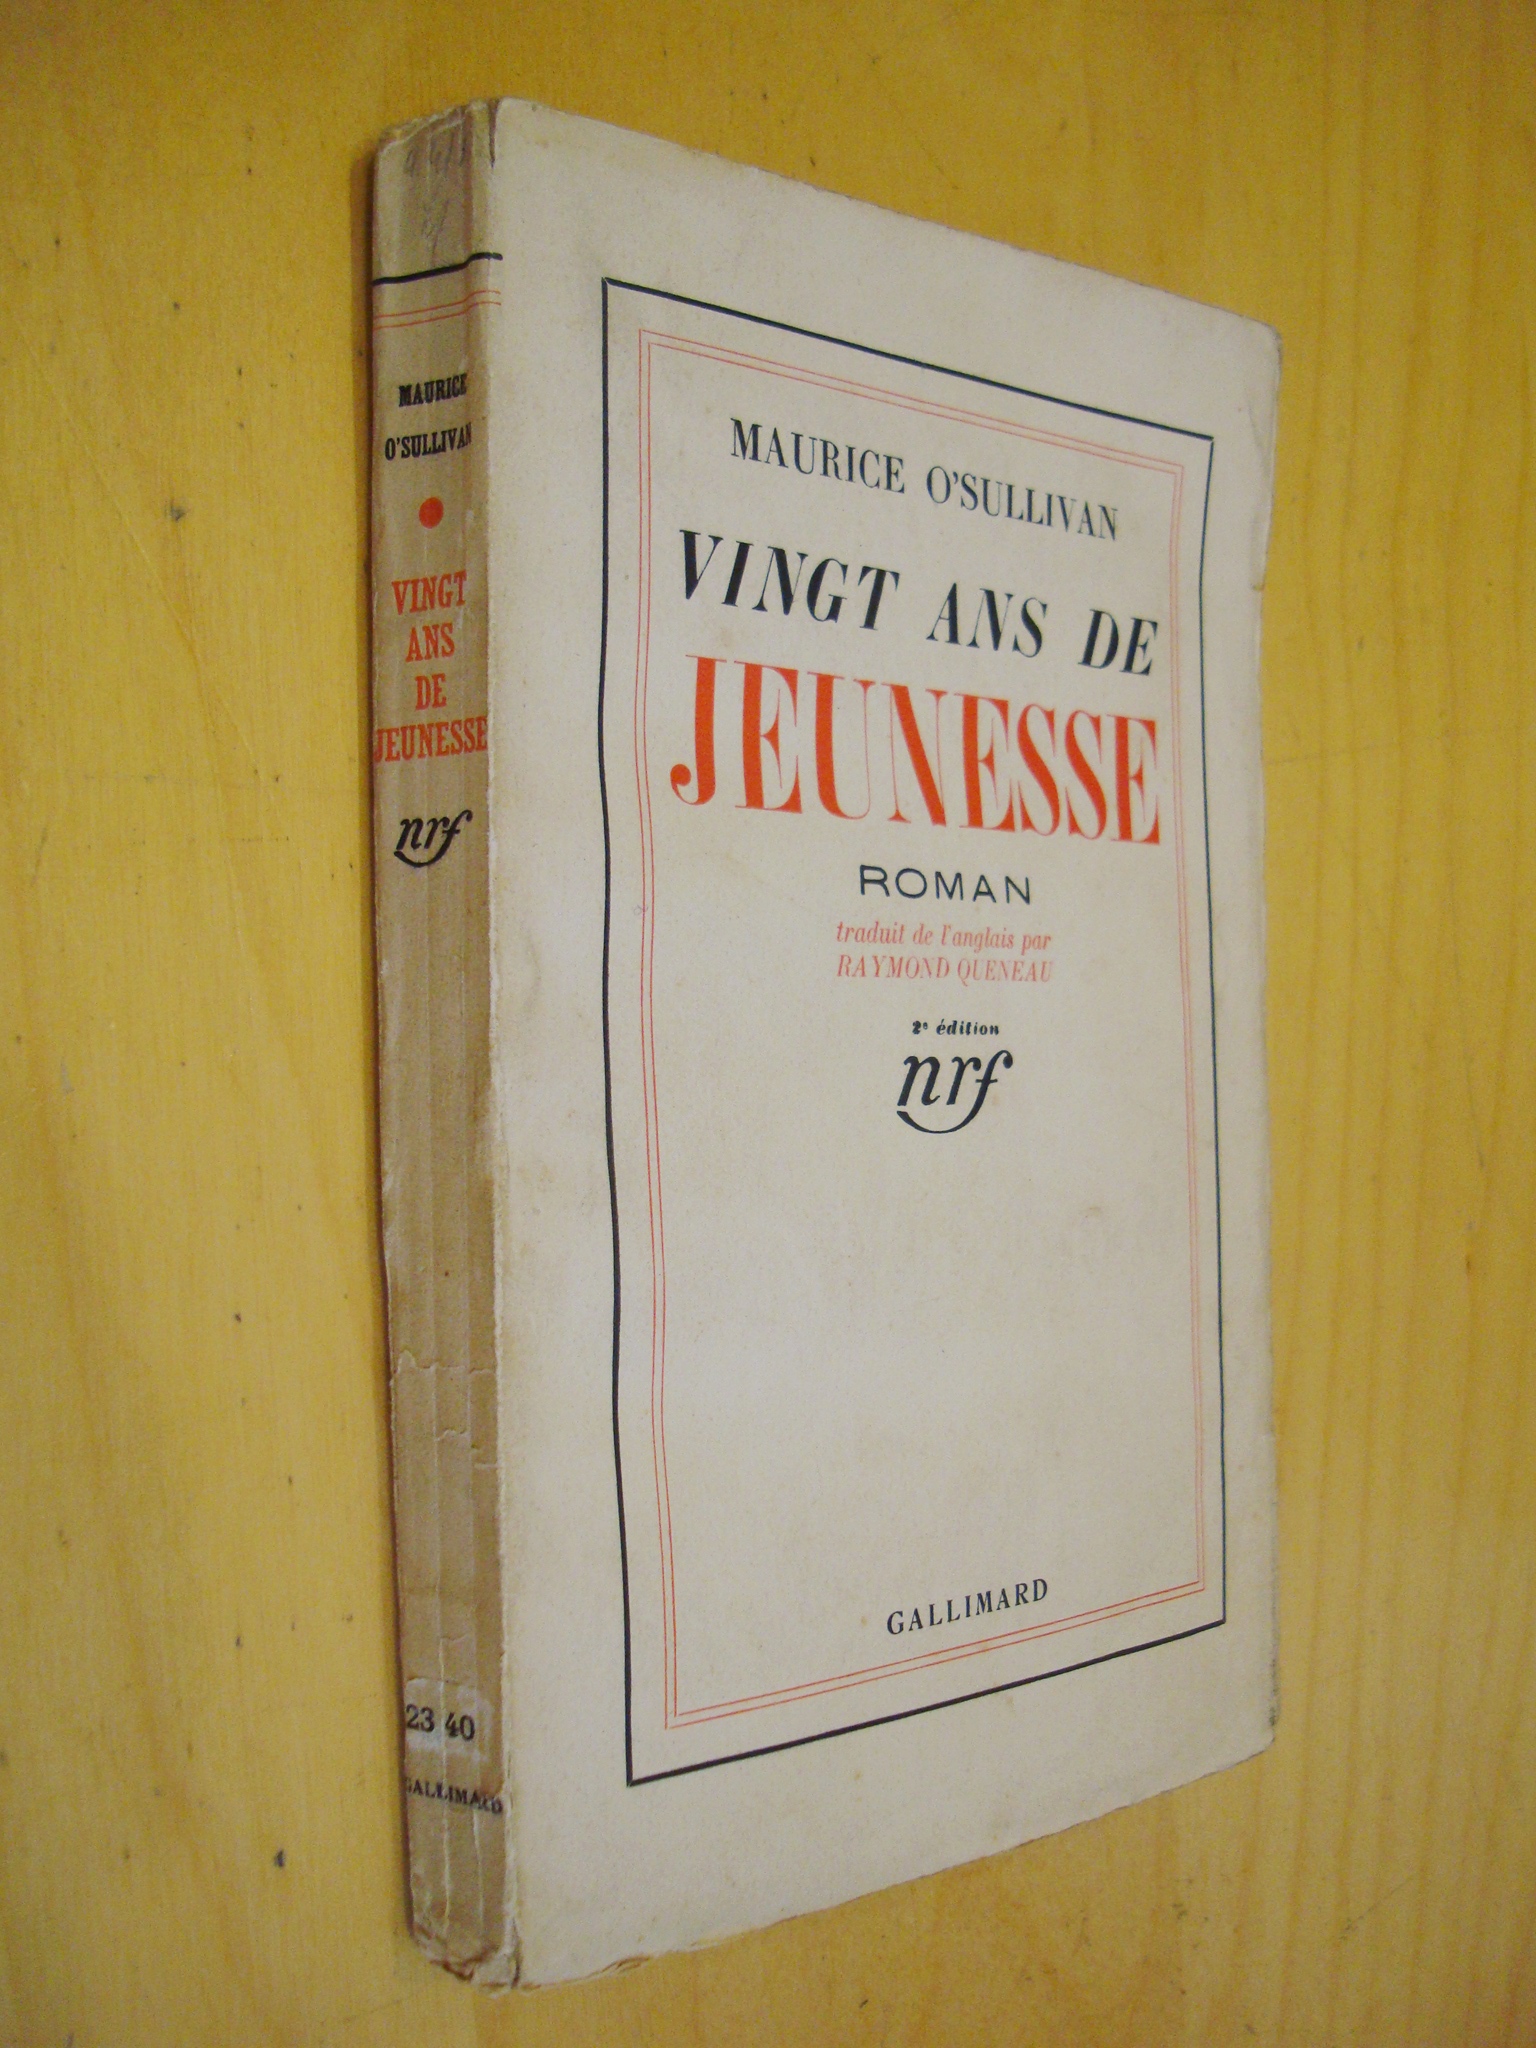 MAURICE
O'SULLIVAN
VINGT
ANS
DE
JEUNESSE
nrf
23 40
GALLIMARD
MAURICE O'SULLIVAN
VINGT ANS DE
JEUNESSE
ROMAN
traduit de l'anglais par
RAYMOND QUENEAU
2e édition
nrf
GALLIMARD